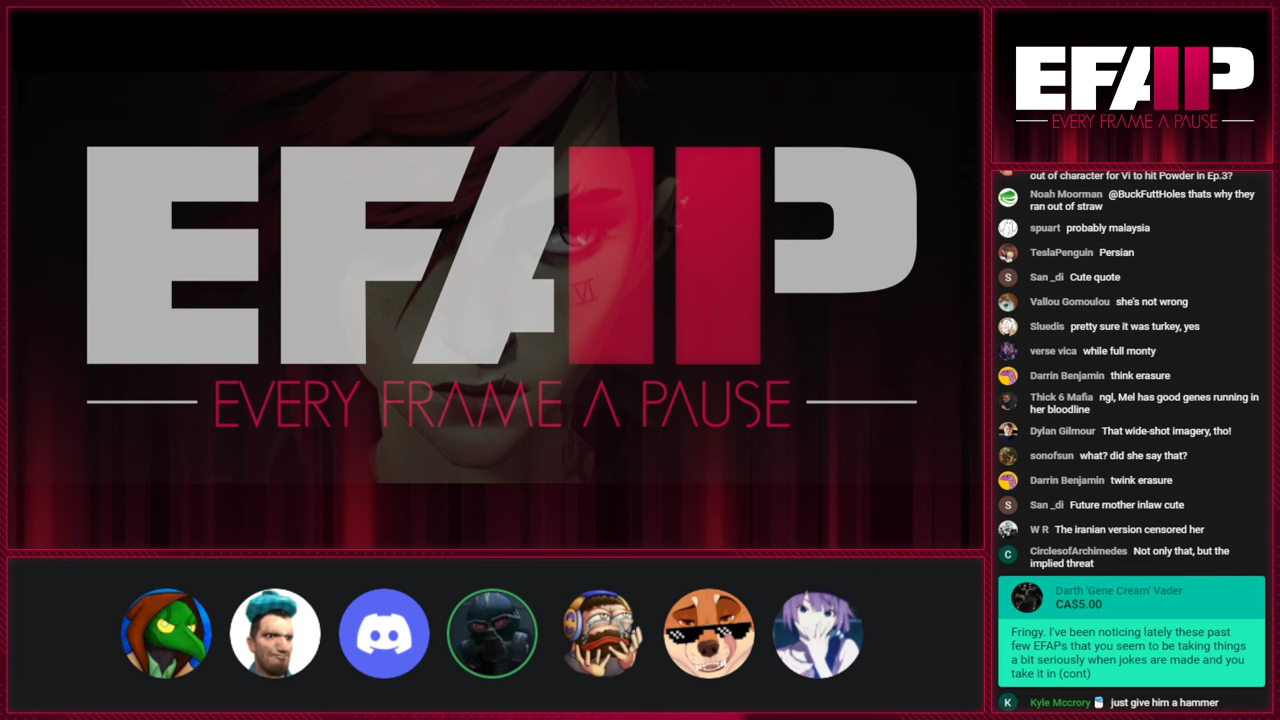 EFAP
EVERY FRAME A PAUSE
VI
EFAP
EVERY FRAME A PAUSE
out of character for Vi to hit Powder in Ep.3?
Noah Moorman @BuckFuttHoles thats why they
ran out of straw
spuart probably malaysia
TeslaPenguin Persian
S San _di Cute quote
Vallou Gomoulou she's not wrong
Sluedis pretty sure it was turkey, yes
verse vica while full monty
Darrin Benjamin think erasure
Thick 6 Mafia ngl, Mel has good genes running in
her bloodline
Dylan Gilmour That wide-shot imagery, tho!
sonofsun what? did she say that?
Darrin Benjamin twink erasure
S San _di Future mother inlaw cute
W R The iranian version censored her
C CirclesofArchimedes Not only that, but the
implied threat
Darth 'Gene Cream' Vader
CA$5.00
Fringy. I've been noticing lately these past
few EFAPs that you seem to be taking things
a bit seriously when jokes are made and you
take it in (cont)
K Kyle Mccrory just give him a hammer